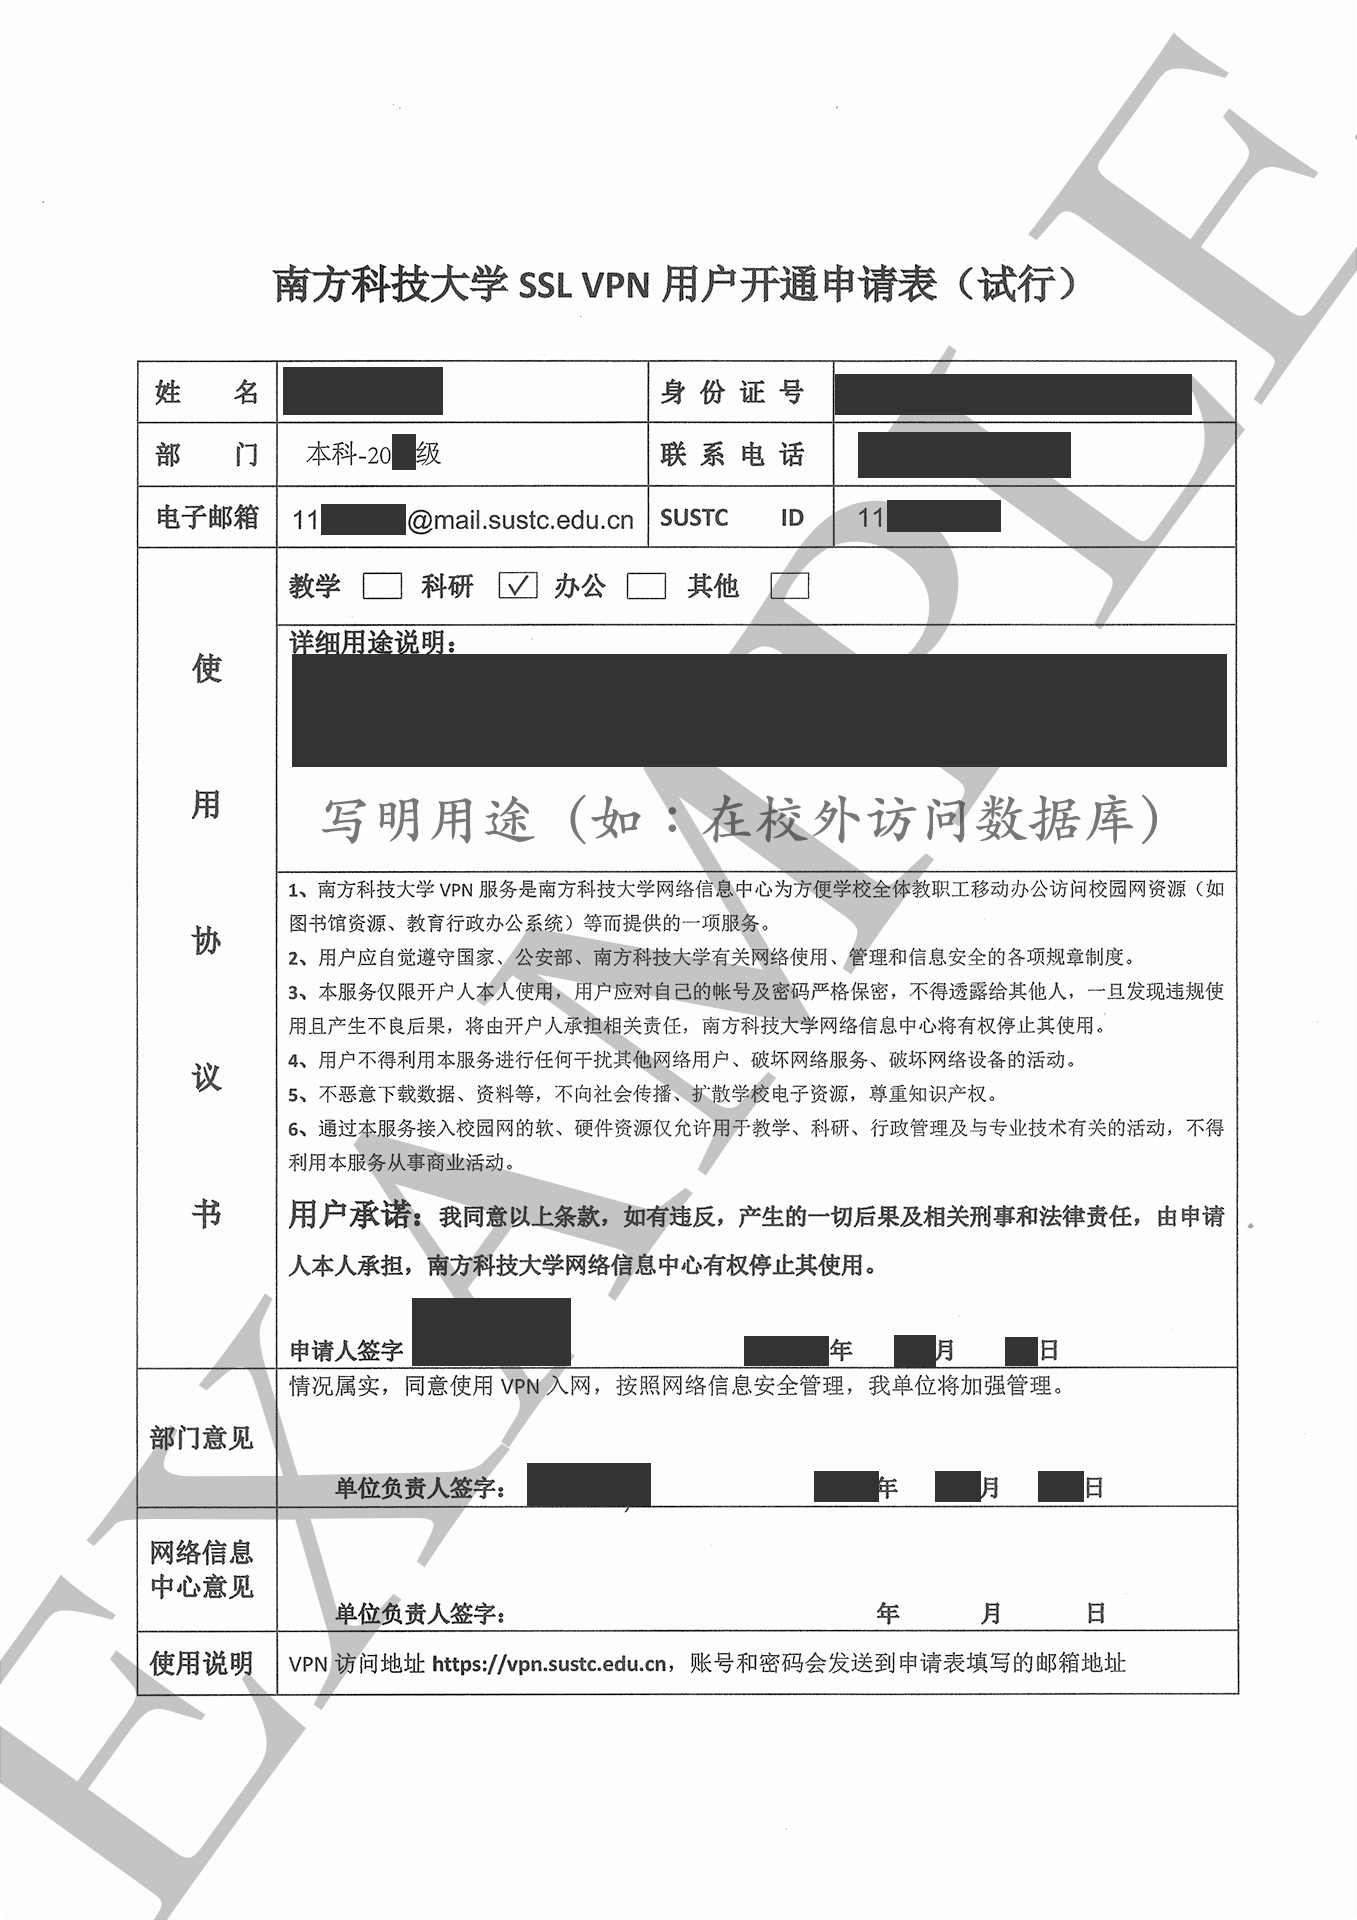 南方科技大学 SSL VPN 用户开通申请表（试行）
姓 名
身 份 证 号
部 门 本科-20 级
联 系 电 话
电子邮箱 11 @mail.sustc.edu.cn
SUSTC ID 11
使用协议书
教学 科研 ✓ 办公 其他
详细用途说明：
写明用途（如：在校外访问数据库）
1、南方科技大学 VPN 服务是南方科技大学网络信息中心为方便学校全体教职工移动办公访问校园网资源（如
图书馆资源、教育行政办公系统）等而提供的一项服务。
2、用户应自觉遵守国家、公安部、南方科技大学有关网络使用、管理和信息安全的各项规章制度。
3、本服务仅限开户人本人使用，用户应对自己的帐号及密码严格保密，不得透露给其他人，一旦发现违规使
用且产生不良后果，将由开户人承担相关责任，南方科技大学网络信息中心将有权停止其使用。
4、用户不得利用本服务进行任何干扰其他网络用户、破坏网络服务、破坏网络设备的活动。
5、不恶意下载数据、资料等，不向社会传播、扩散学校电子资源，尊重知识产权。
6、通过本服务接入校园网的软、硬件资源仅允许用于教学、科研、行政管理及与专业技术有关的活动，不得
利用本服务从事商业活动。
用户承诺：我同意以上条款，如有违反，产生的一切后果及相关刑事和法律责任，由申请
人本人承担，南方科技大学网络信息中心有权停止其使用。
申请人签字 年 月 日
部门意见
情况属实，同意使用 VPN 入网，按照网络信息安全管理，我单位将加强管理。
单位负责人签字： 年 月 日
网络信息
中心意见
单位负责人签字： 年 月 日
使用说明
VPN 访问地址 https://vpn.sustc.edu.cn，账号和密码会发送到申请表填写的邮箱地址
EXAMPLE